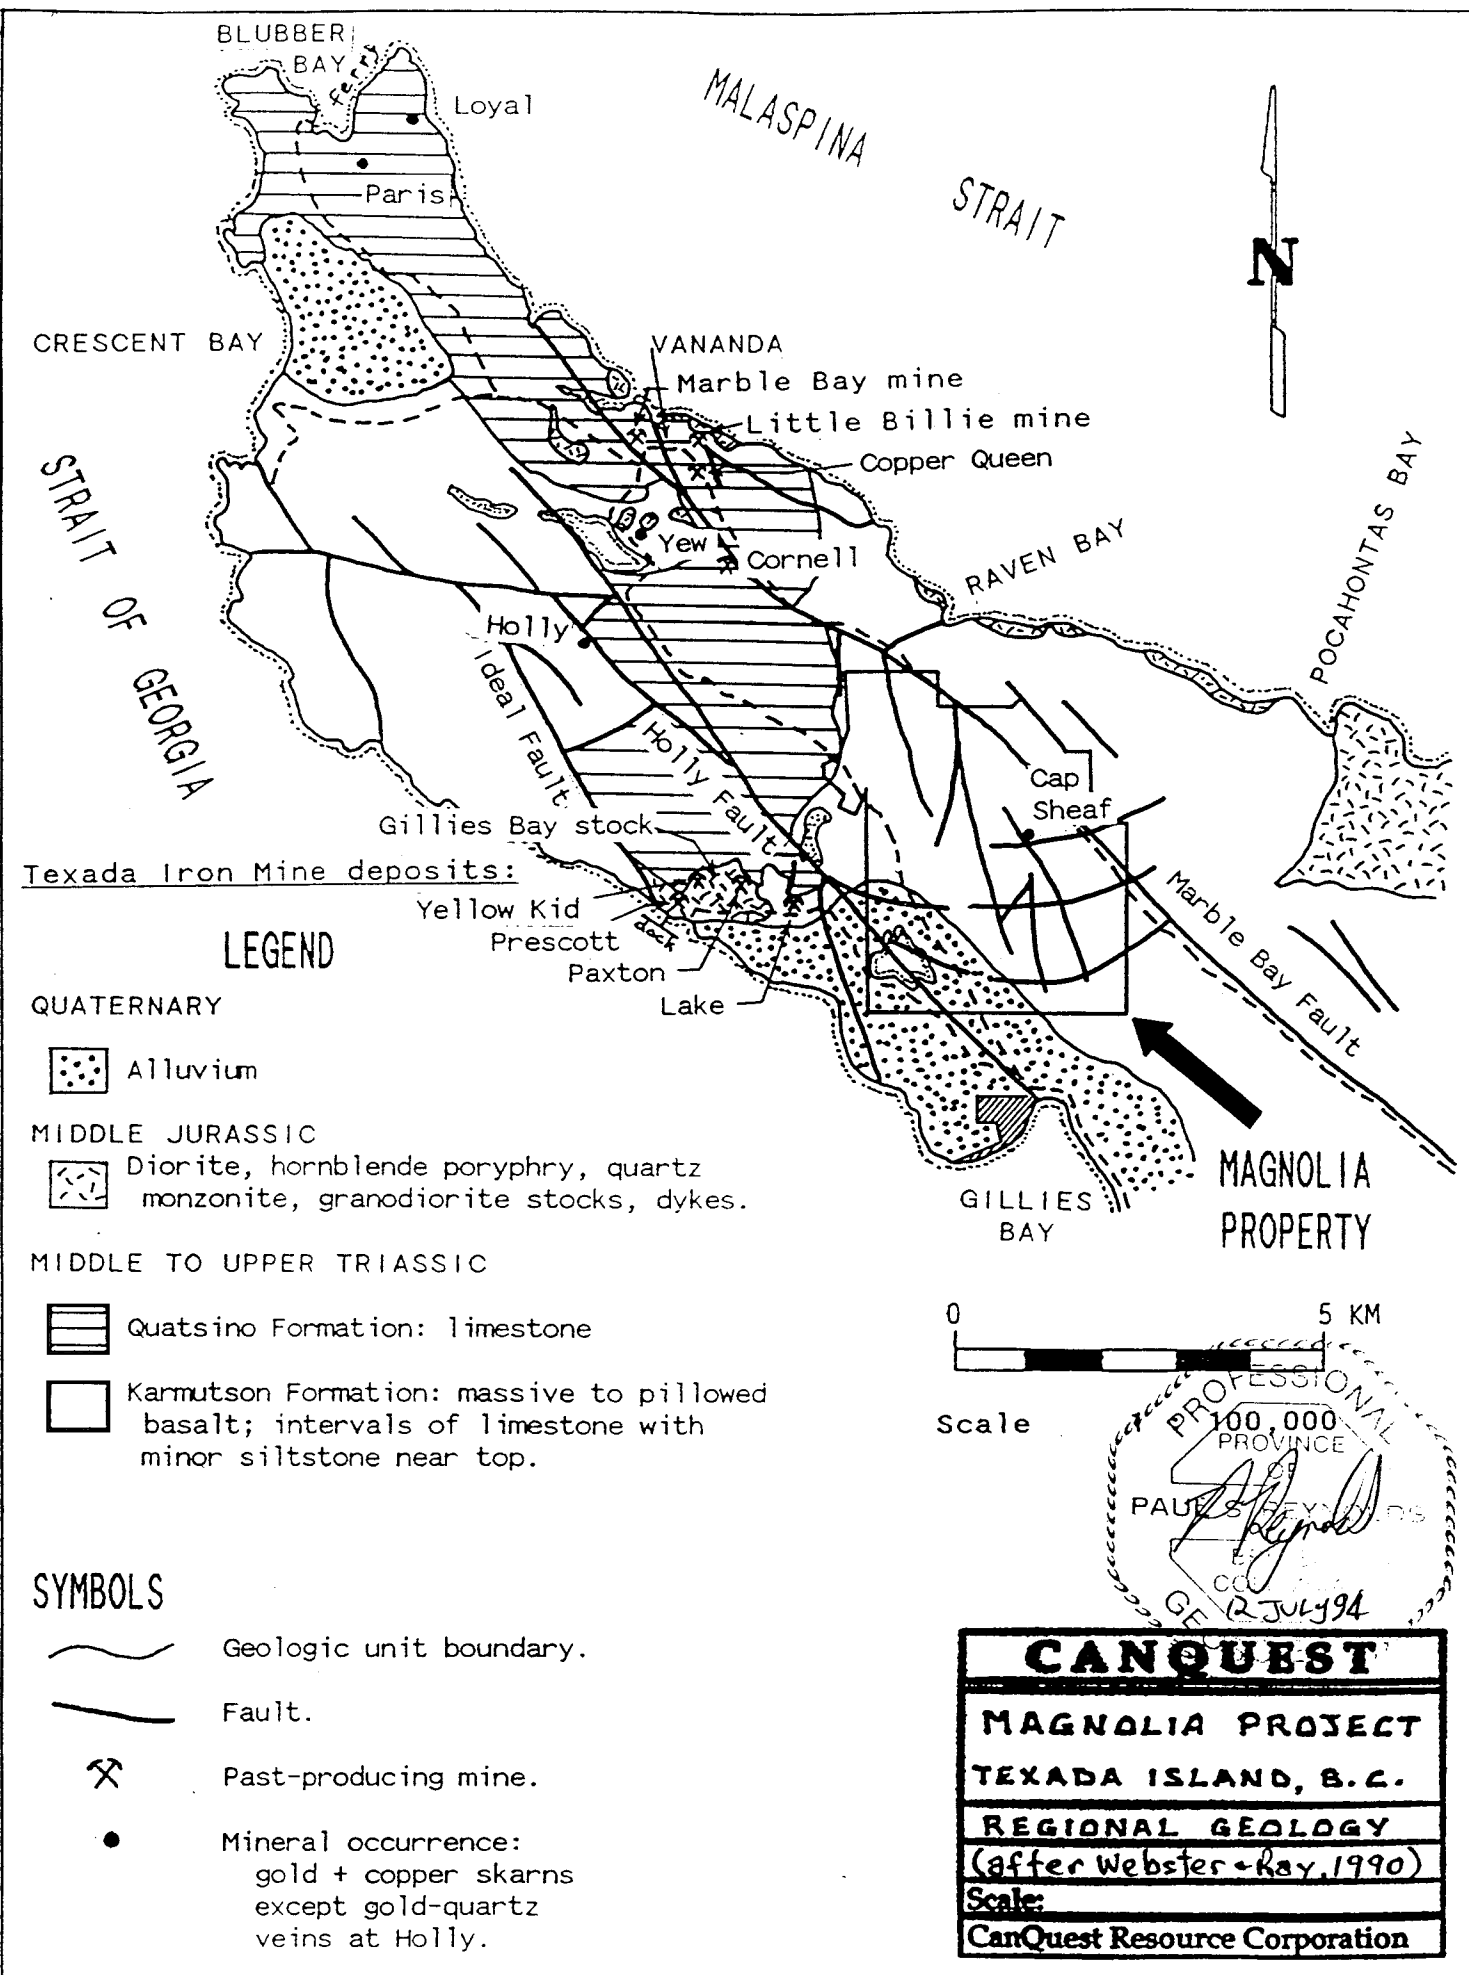 BLUBBER
BAY
ferry
Loyal
Paris
MALASPINA
STRAIT
N
CRESCENT BAY
VANANDA
Marble Bay mine
Little Billie mine
Copper Queen
STRAIT OF GEORGIA
Yew
Cornell
RAVEN BAY
POCAHONTAS BAY
Holly
Ideal Fault
Holly Fault
Cap
Sheaf
Gillies Bay stock
Texada Iron Mine deposits:
Yellow Kid
Prescott
dock
Paxton
Lake
Marble Bay Fault
GILLIES
BAY
MAGNOLIA
PROPERTY
LEGEND
QUATERNARY
Alluvium
MIDDLE JURASSIC
Diorite, hornblende poryphry, quartz
monzonite, granodiorite stocks, dykes.
MIDDLE TO UPPER TRIASSIC
Quatsino Formation: limestone
Karmutson Formation: massive to pillowed
basalt; intervals of limestone with
minor siltstone near top.
0 5 KM
Scale 100,000
PROFESSIONAL
PROVINCE
OF
PAUL S. REYNOLDS
12 JULY 94
SYMBOLS
Geologic unit boundary.
Fault.
Past-producing mine.
Mineral occurrence:
gold + copper skarns
except gold-quartz
veins at Holly.
CANQUEST
MAGNOLIA PROJECT
TEXADA ISLAND, B.C.
REGIONAL GEOLOGY
(after Webster + Ray, 1990)
Scale:
CanQuest Resource Corporation